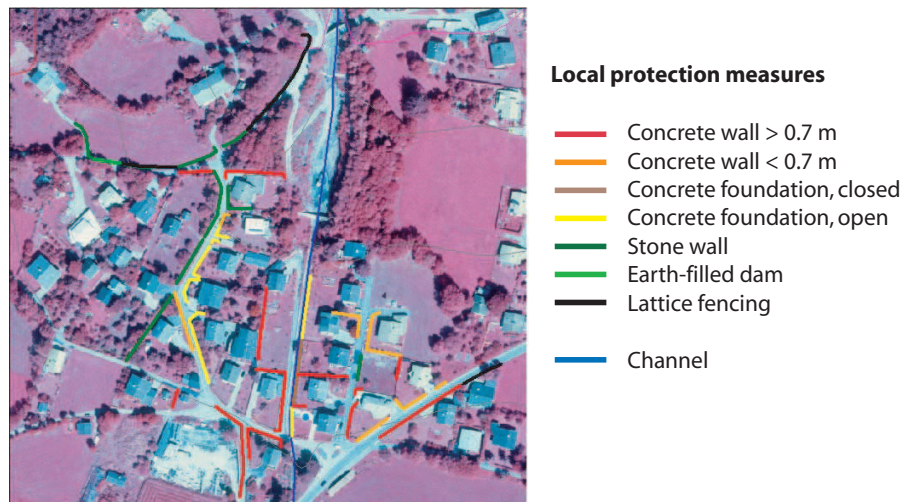 Local protection measures
Concrete wall > 0.7 m
Concrete wall < 0.7 m
Concrete foundation, closed
Concrete foundation, open
Stone wall
Earth-filled dam
Lattice fencing
Channel